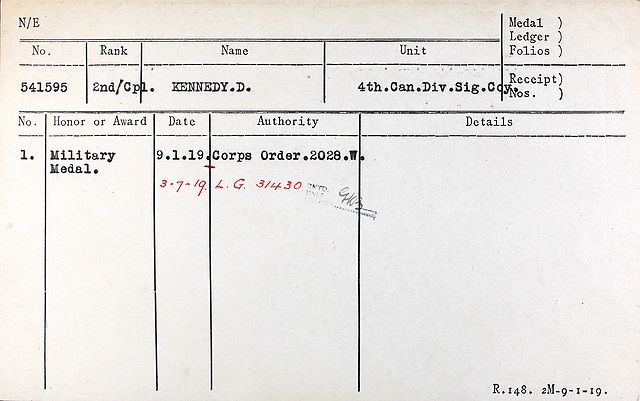 N/E
Medal )
Ledger )
Folios )
No. Rank Name Unit
541595 2nd/Cpl. KENNEDY.D. 4th.Can.Div.Sig.Coy.
Receipt)
Nos. )
No. Honor or Award Date Authority Details
1. Military 9.1.19. Corps Order.2028.W.
Medal.
3-7-19. L.G. 31430
R.148. 2M-9-1-19.